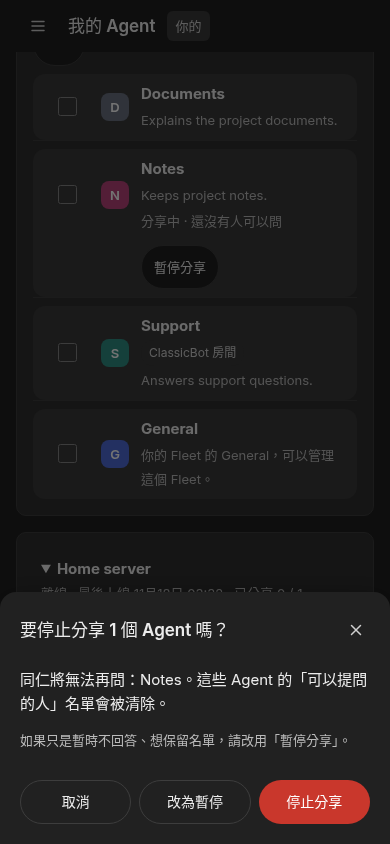 我的 Agent 你的
D Documents
Explains the project documents.
N Notes
Keeps project notes.
分享中 · 還沒有人可以問
暫停分享
S Support
ClassicBot 房間
Answers support questions.
G General
你的 Fleet 的 General，可以管理
這個 Fleet。
▼ Home server
要停止分享 1 個 Agent 嗎？
同仁將無法再問：Notes。這些 Agent 的「可以提問
的人」名單會被清除。
如果只是暫時不回答、想保留名單，請改用「暫停分享」。
取消 改為暫停 停止分享